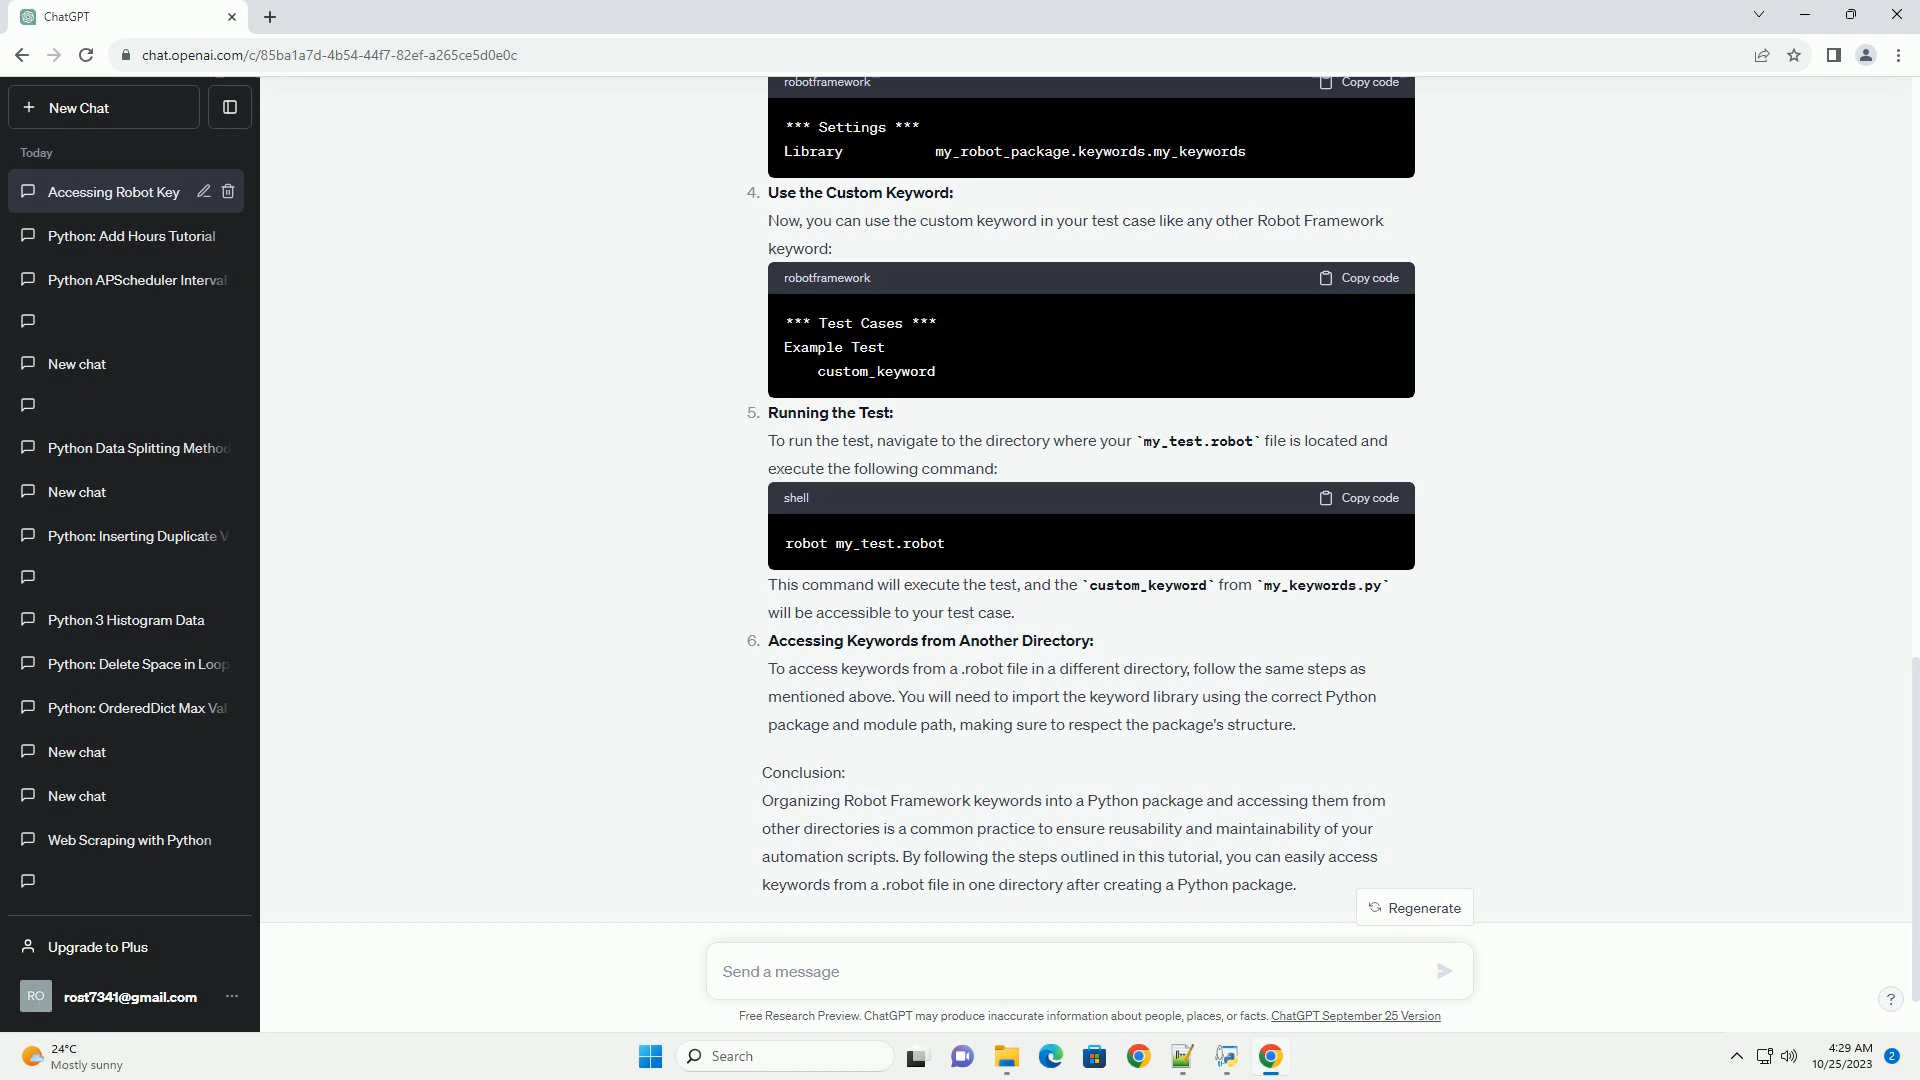 ChatGPT
chat.openai.com/c/85ba1a7d-4b54-44f7-82ef-a265ce5d0e0c
New Chat
Today
Accessing Robot Key
Python: Add Hours Tutorial
Python APScheduler Interval
New chat
Python Data Splitting Method
New chat
Python: Inserting Duplicate V
Python 3 Histogram Data
Python: Delete Space in Loop
Python: OrderedDict Max Val
New chat
New chat
Web Scraping with Python
Upgrade to Plus
RO
rost7341@gmail.com
robotframework
Copy code
*** Settings ***
Library my_robot_package.keywords.my_keywords
4. Use the Custom Keyword:
Now, you can use the custom keyword in your test case like any other Robot Framework
keyword:
robotframework
Copy code
*** Test Cases ***
Example Test
custom_keyword
5. Running the Test:
To run the test, navigate to the directory where your `my_test.robot` file is located and
execute the following command:
shell
Copy code
robot my_test.robot
This command will execute the test, and the `custom_keyword` from `my_keywords.py`
will be accessible to your test case.
6. Accessing Keywords from Another Directory:
To access keywords from a .robot file in a different directory, follow the same steps as
mentioned above. You will need to import the keyword library using the correct Python
package and module path, making sure to respect the package's structure.
Conclusion:
Organizing Robot Framework keywords into a Python package and accessing them from
other directories is a common practice to ensure reusability and maintainability of your
automation scripts. By following the steps outlined in this tutorial, you can easily access
keywords from a .robot file in one directory after creating a Python package.
Regenerate
Send a message
?
Free Research Preview. ChatGPT may produce inaccurate information about people, places, or facts. ChatGPT September 25 Version
24°C
Mostly sunny
Search
4:29 AM
10/25/2023
2